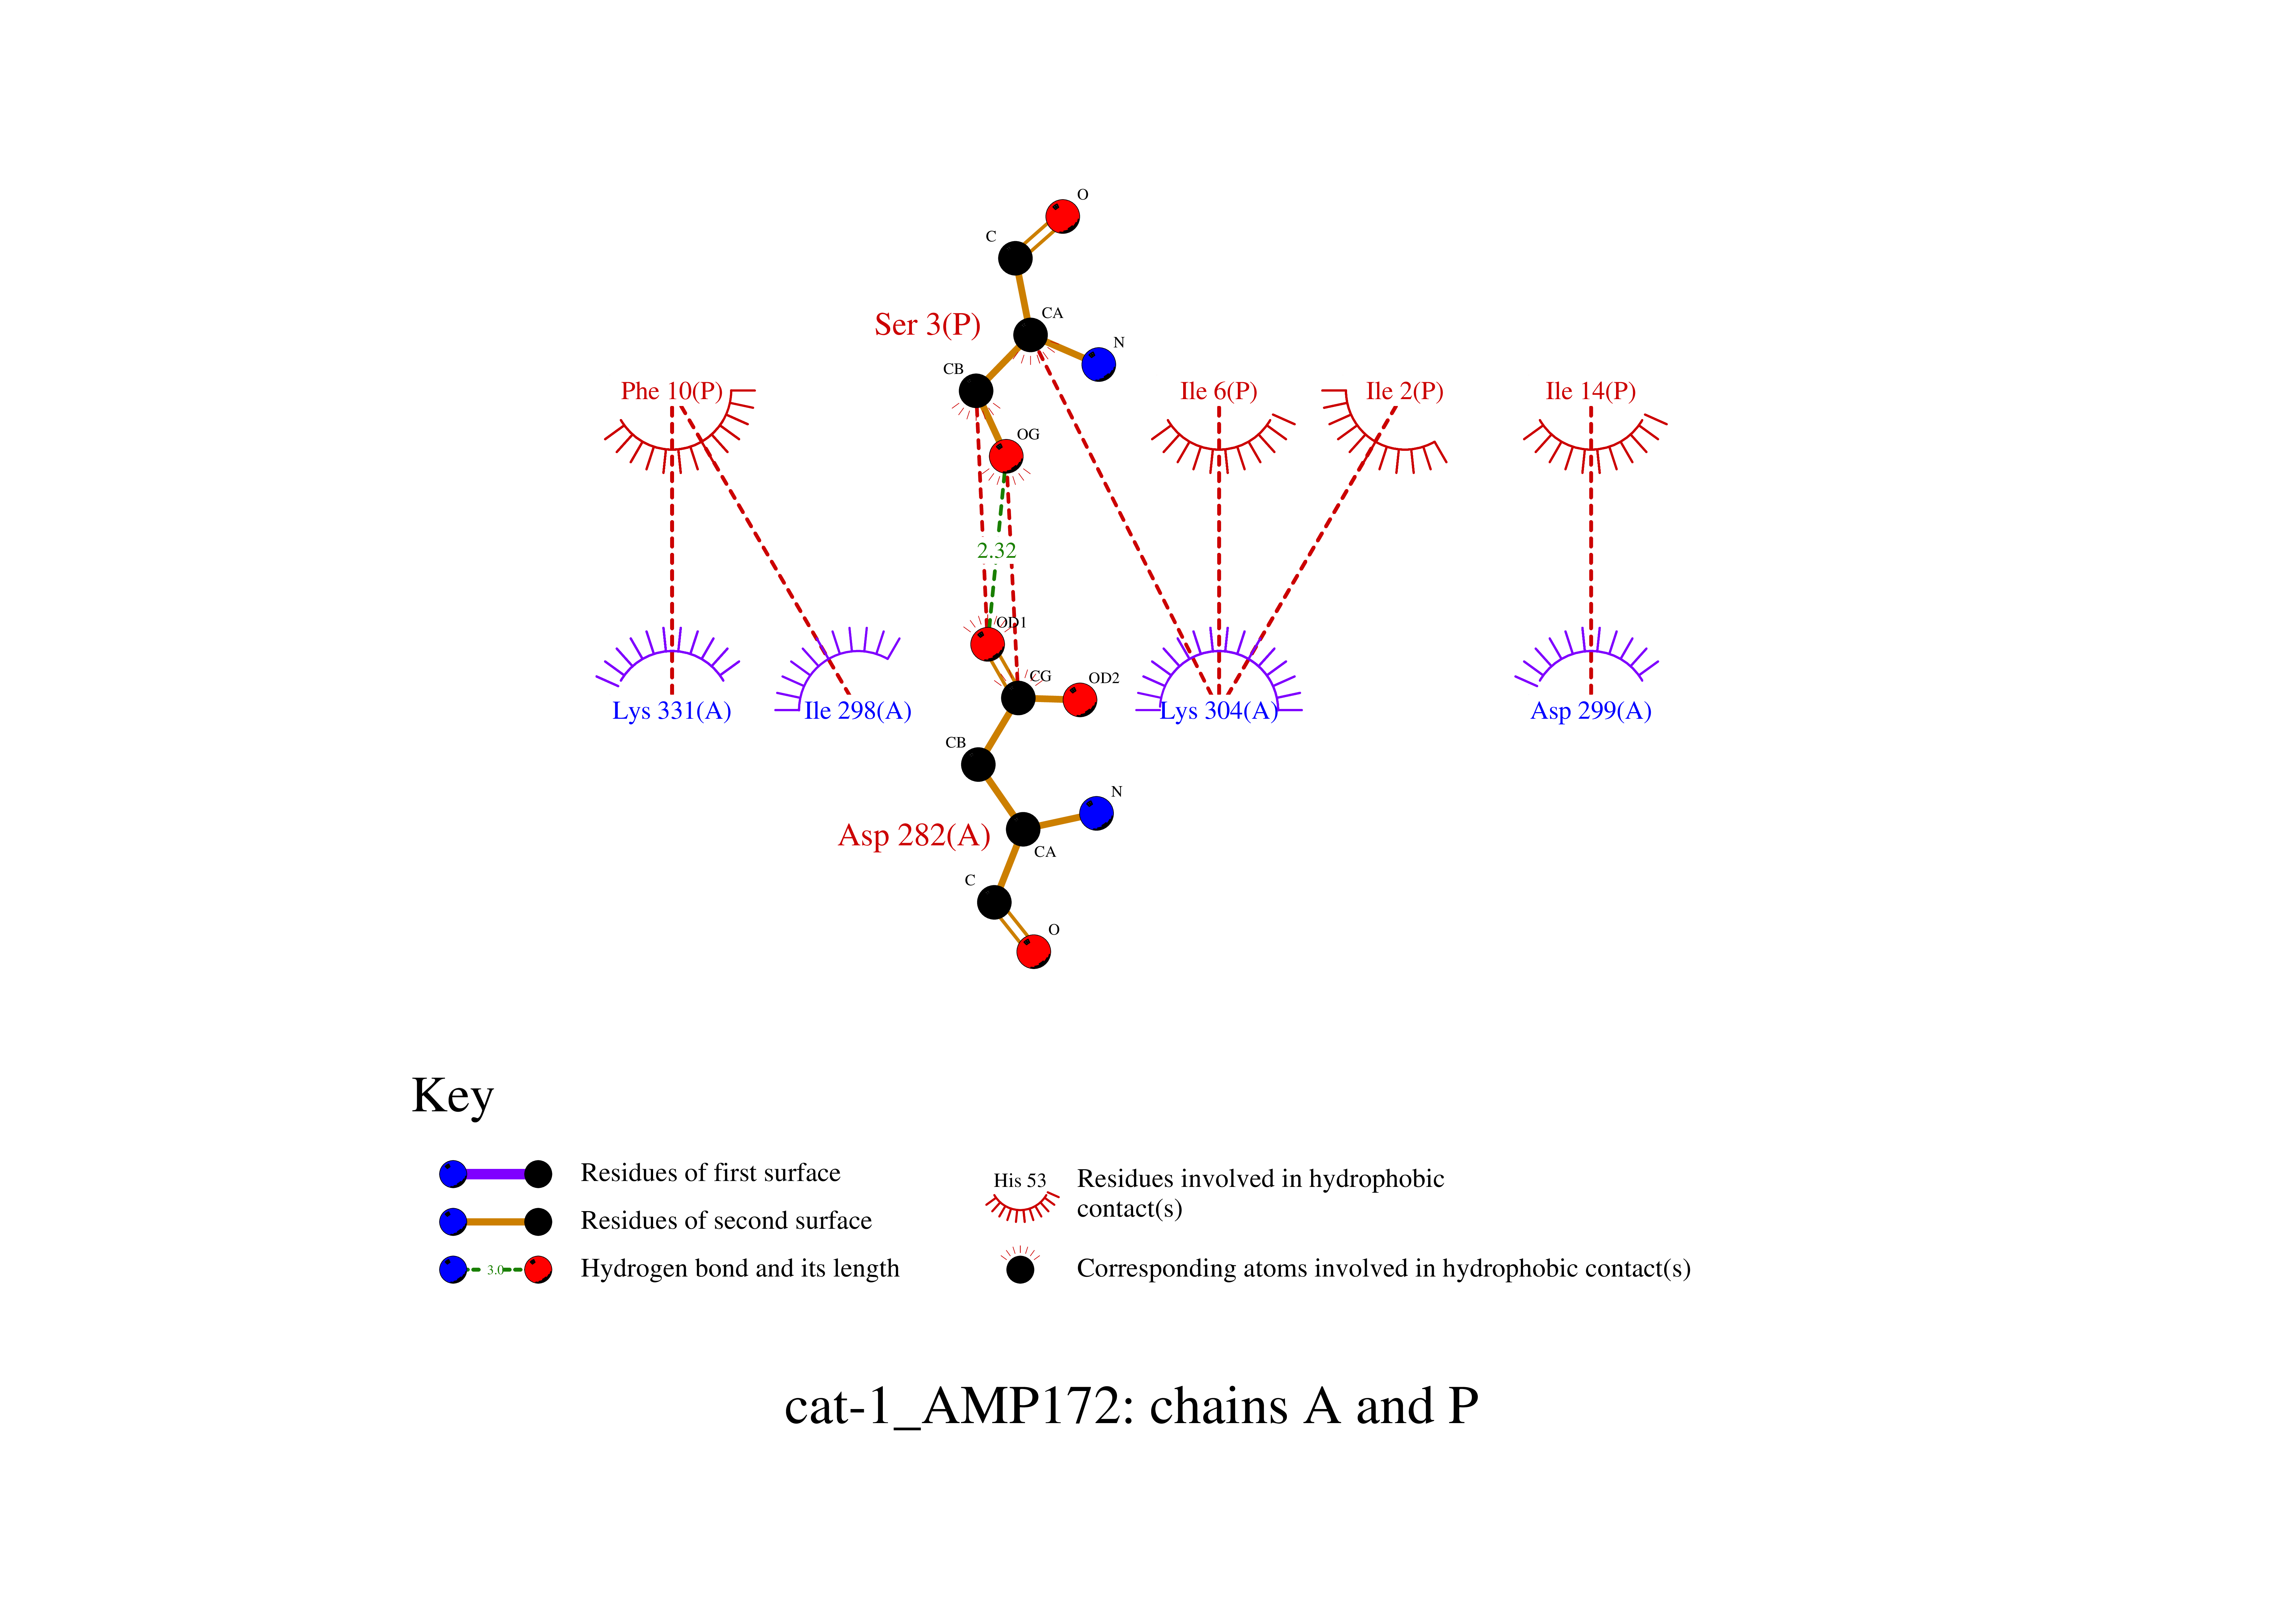 O
C
CA
Ser 3(P)
N
CB
Phe 10(P)
Ile 6(P)
Ile 2(P)
Ile 14(P)
OG
2.32
OD1
CG
OD2
Lys 331(A)
Ile 298(A)
Lys 304(A)
Asp 299(A)
CB
N
Asp 282(A)
CA
C
O
Key
Residues of first surface
Residues of second surface
3.0
Hydrogen bond and its length
His 53
Residues involved in hydrophobic
contact(s)
Corresponding atoms involved in hydrophobic contact(s)
cat-1_AMP172: chains A and P